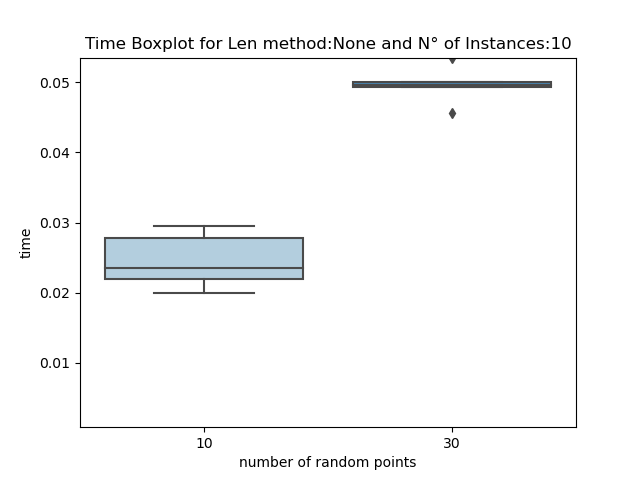 Time Boxplot for Len method:None and N° of Instances:10
0.05
0.04
0.03
0.02
0.01
time
10 30
number of random points